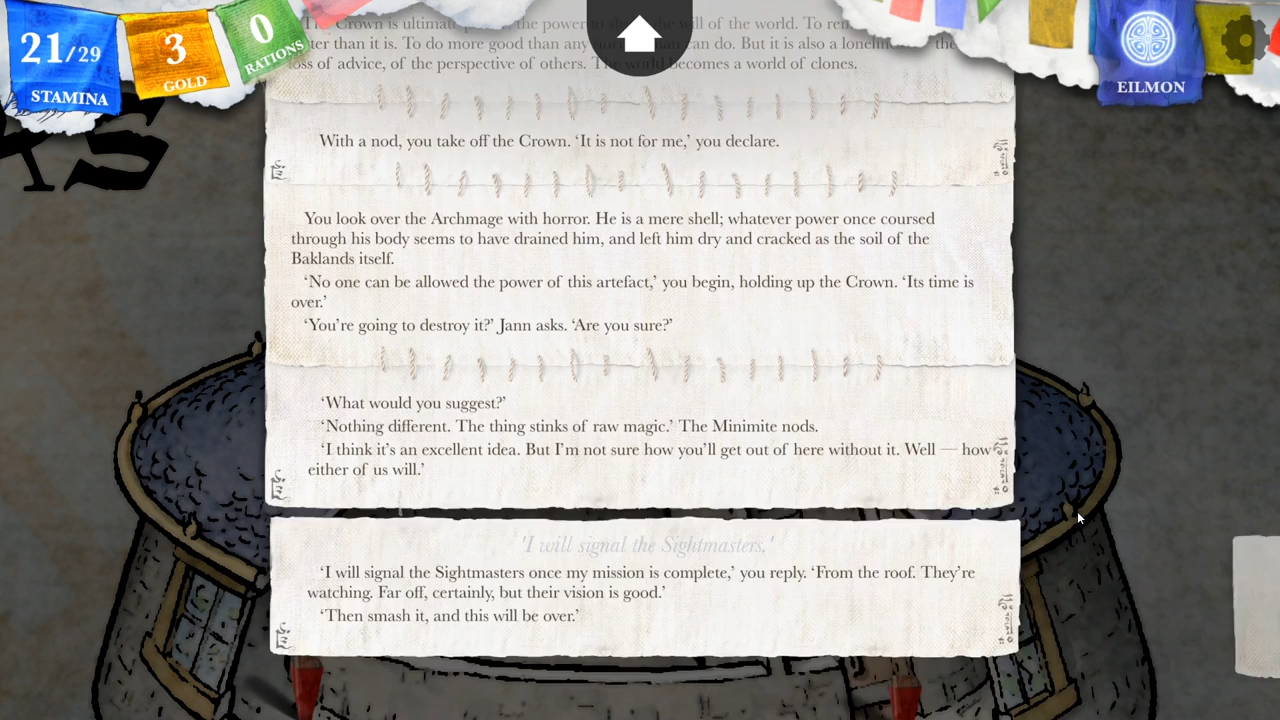 21/29
STAMINA
3
GOLD
0
RATIONS
EILMON
The Crown is ultimate the power to the will of the world. To
than it is. To do more good than any can do. But it is also a the
loss of advice, of the perspective of others. The world becomes a world of clones.
With a nod, you take off the Crown. ‘It is not for me,’ you declare.
You look over the Archmage with horror. He is a mere shell; whatever power once coursed
through his body seems to have drained him, and left him dry and cracked as the soil of the
Baklands itself.
‘No one can be allowed the power of this artefact,’ you begin, holding up the Crown. ‘Its time is
over.’
‘You’re going to destroy it?’ Jann asks. ‘Are you sure?’
‘What would you suggest?’
‘Nothing different. The thing stinks of raw magic.’ The Minimite nods.
‘I think it’s an excellent idea. But I’m not sure how you’ll get out of here without it. Well — how
either of us will.’
'I will signal the Sightmasters.'
‘I will signal the Sightmasters once my mission is complete,’ you reply. ‘From the roof. They’re
watching. Far off, certainly, but their vision is good.’
‘Then smash it, and this will be over.’